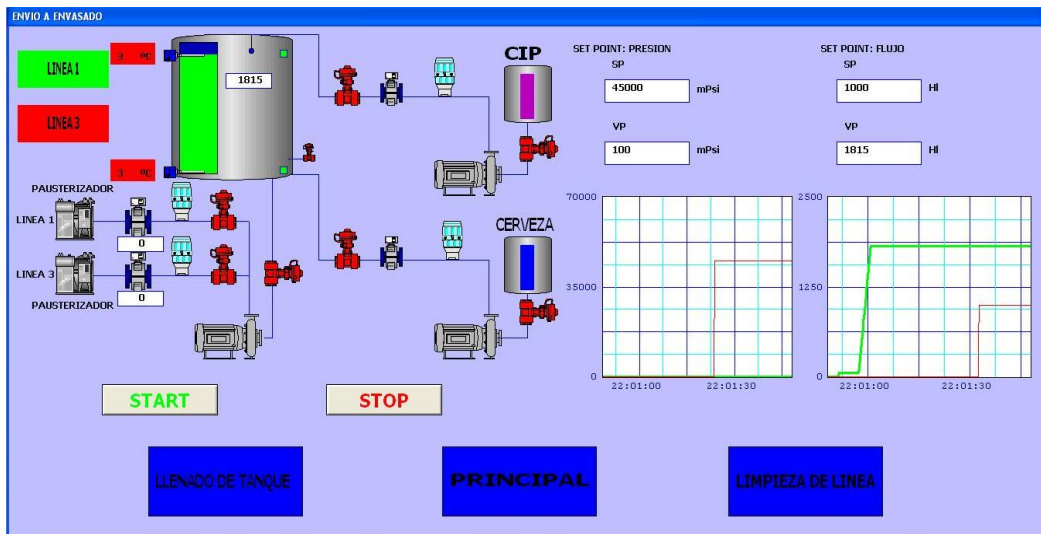 ENVIO A ENVASADO
LINEA 1
3 ºC
1815
LINEA 3
3 ºC
CIP
SET POINT: PRESION
SP
45000 mPsi
VP
100 mPsi
SET POINT: FLUJO
SP
1000 Hl
VP
1815 Hl
PAUSTERIZADOR
LINEA 1
0
LINEA 3
0
PAUSTERIZADOR
CERVEZA
70000
35000
0
22:01:00 22:01:30
2500
1250
0
22:01:00 22:01:30
START
STOP
LLENADO DE TANQUE
PRINCIPAL
LIMPIEZA DE LINEA